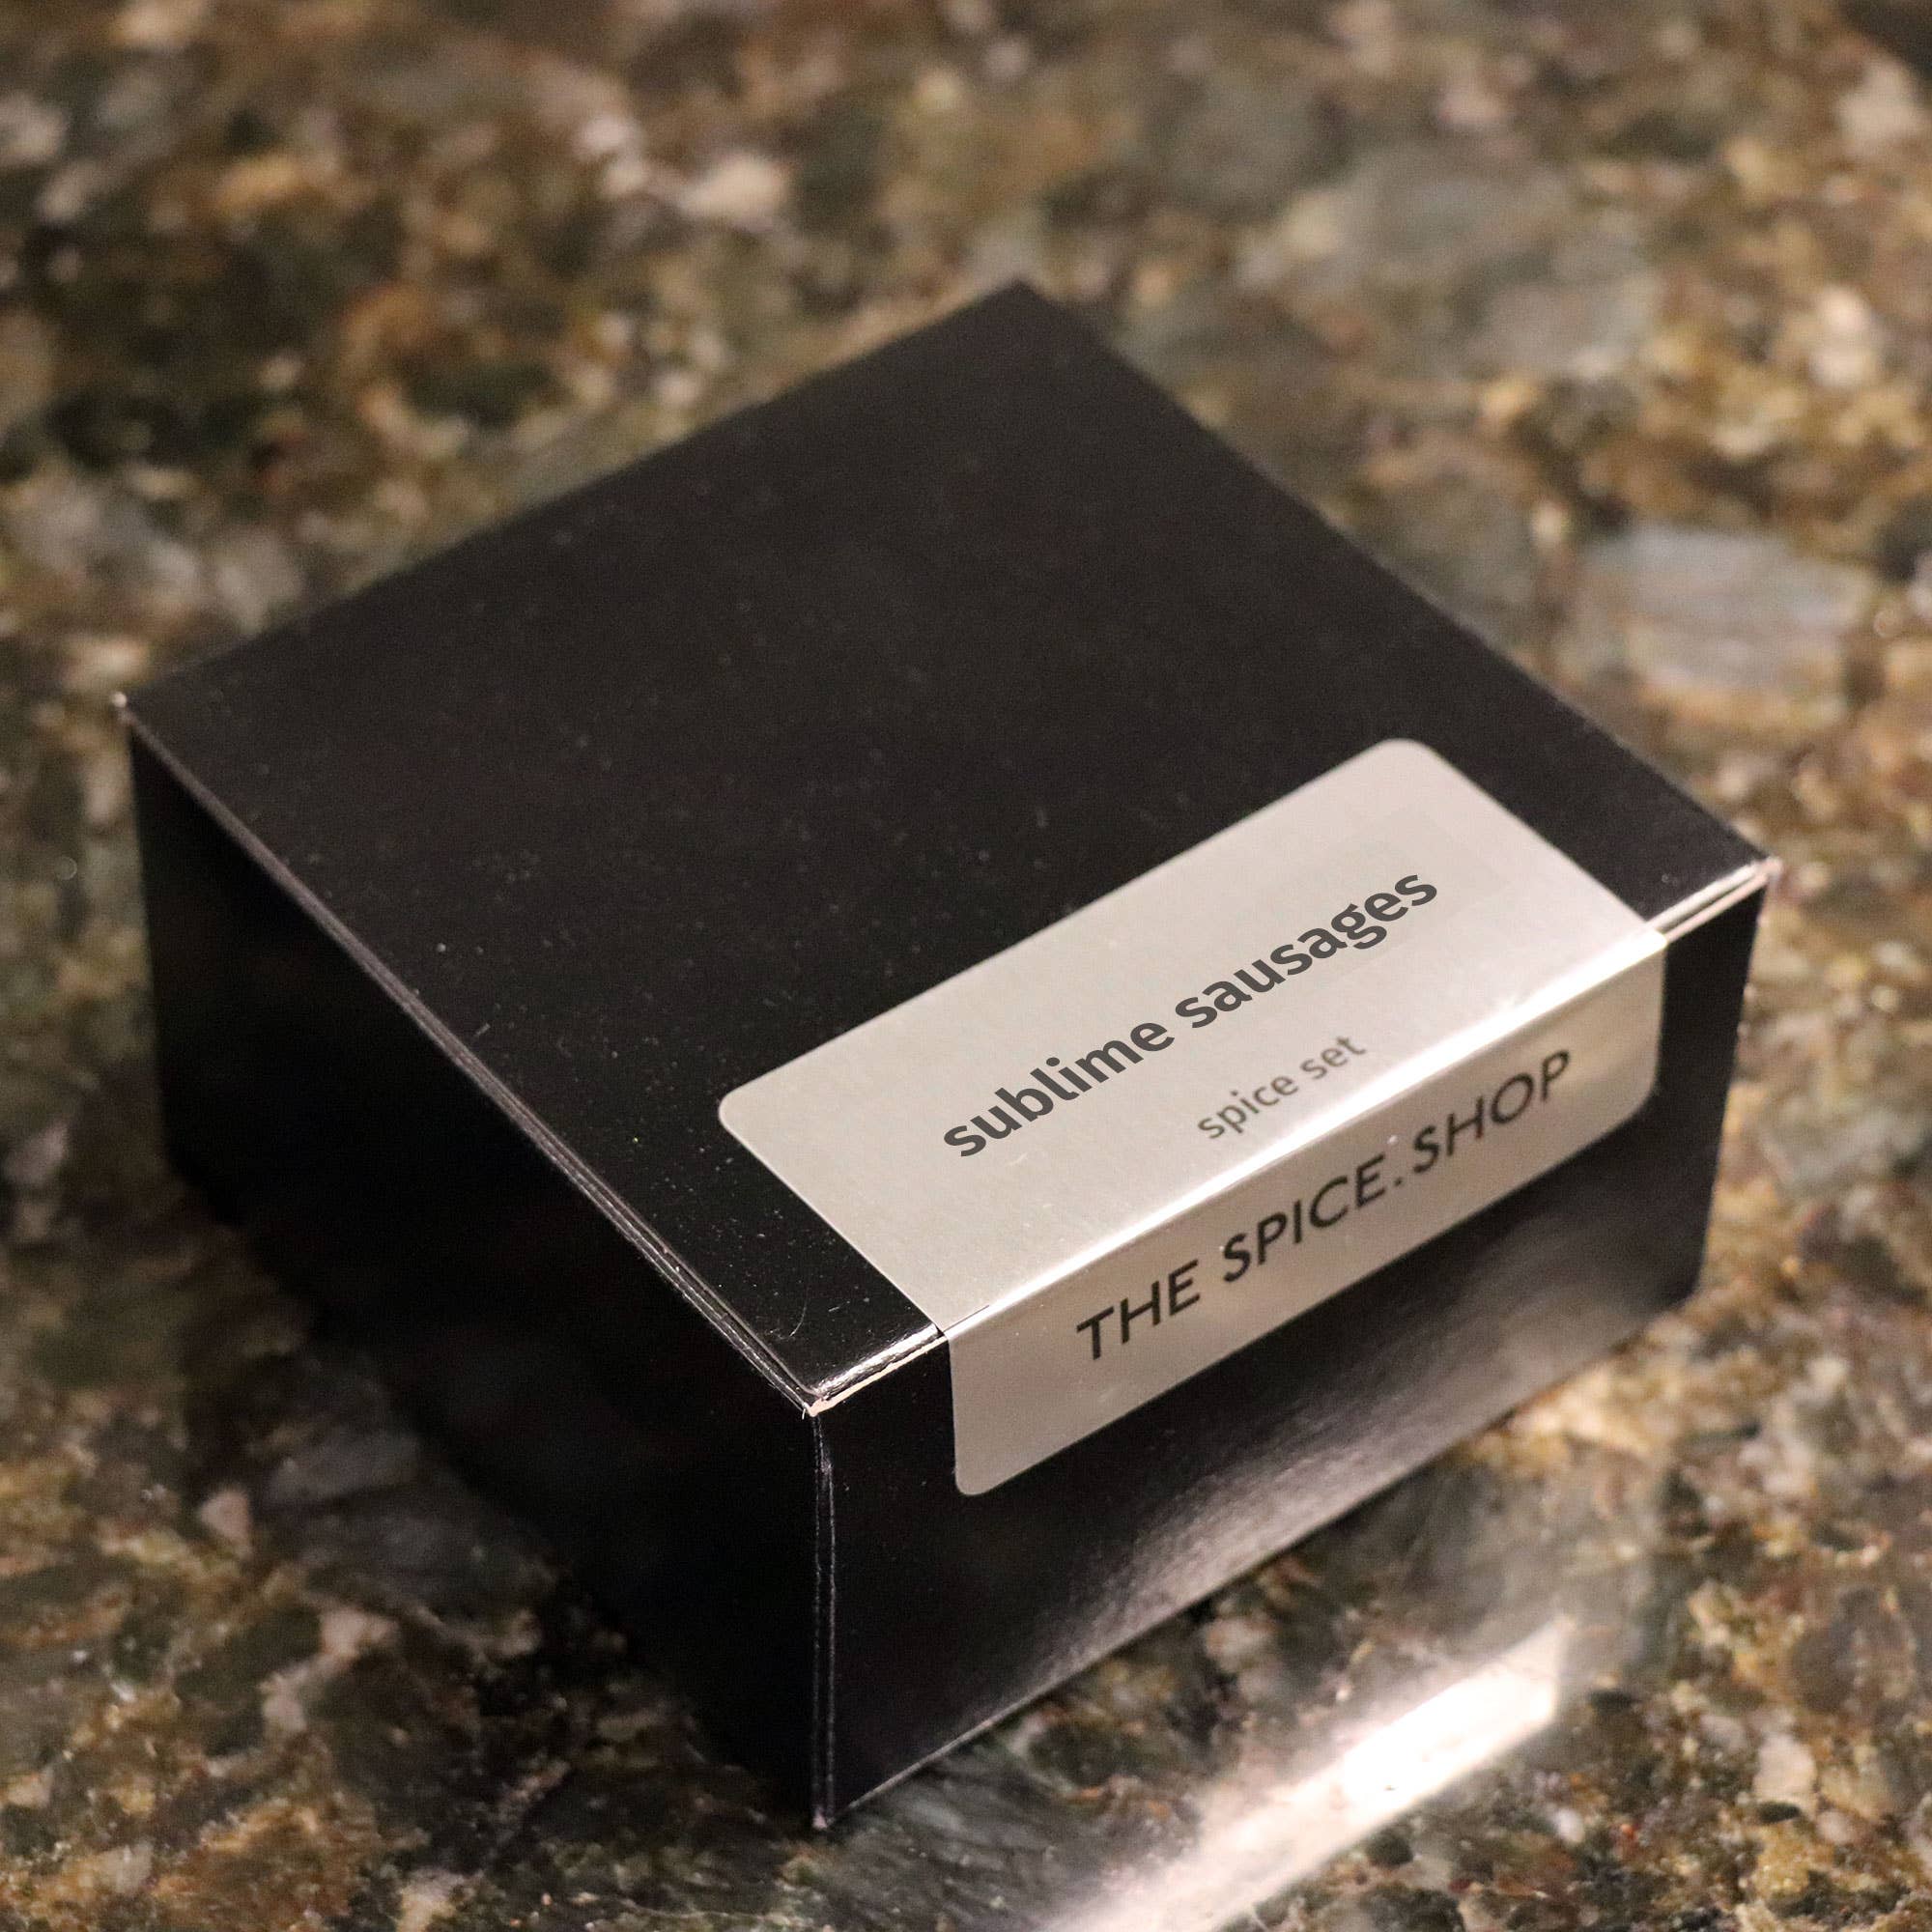 sublime sausages
spice set
THE SPICE.SHOP